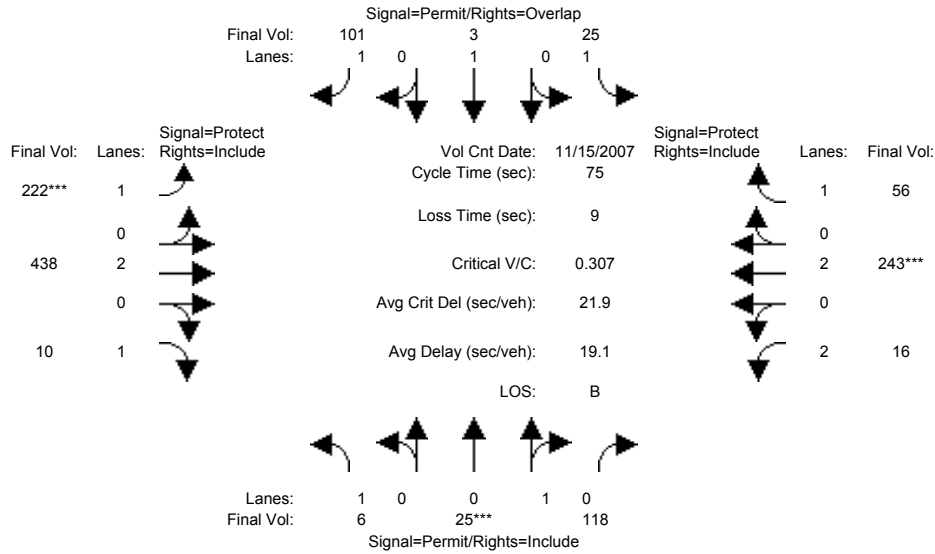 Signal=Permit/Rights=Overlap
Final Vol: 101 3 25
Lanes: 1 0 1 0 1
Signal=Protect Signal=Protect
Final Vol: Lanes: Rights=Include Vol Cnt Date: 11/15/2007 Rights=Include Lanes: Final Vol:
Cycle Time (sec): 75
222*** 1 1 56
Loss Time (sec): 9
0 0
438 2 Critical V/C: 0.307 2 243***
0 Avg Crit Del (sec/veh): 21.9 0
10 1 Avg Delay (sec/veh): 19.1 2 16
LOS: B
Lanes: 1 0 0 1 0
Final Vol: 6 25*** 118
Signal=Permit/Rights=Include